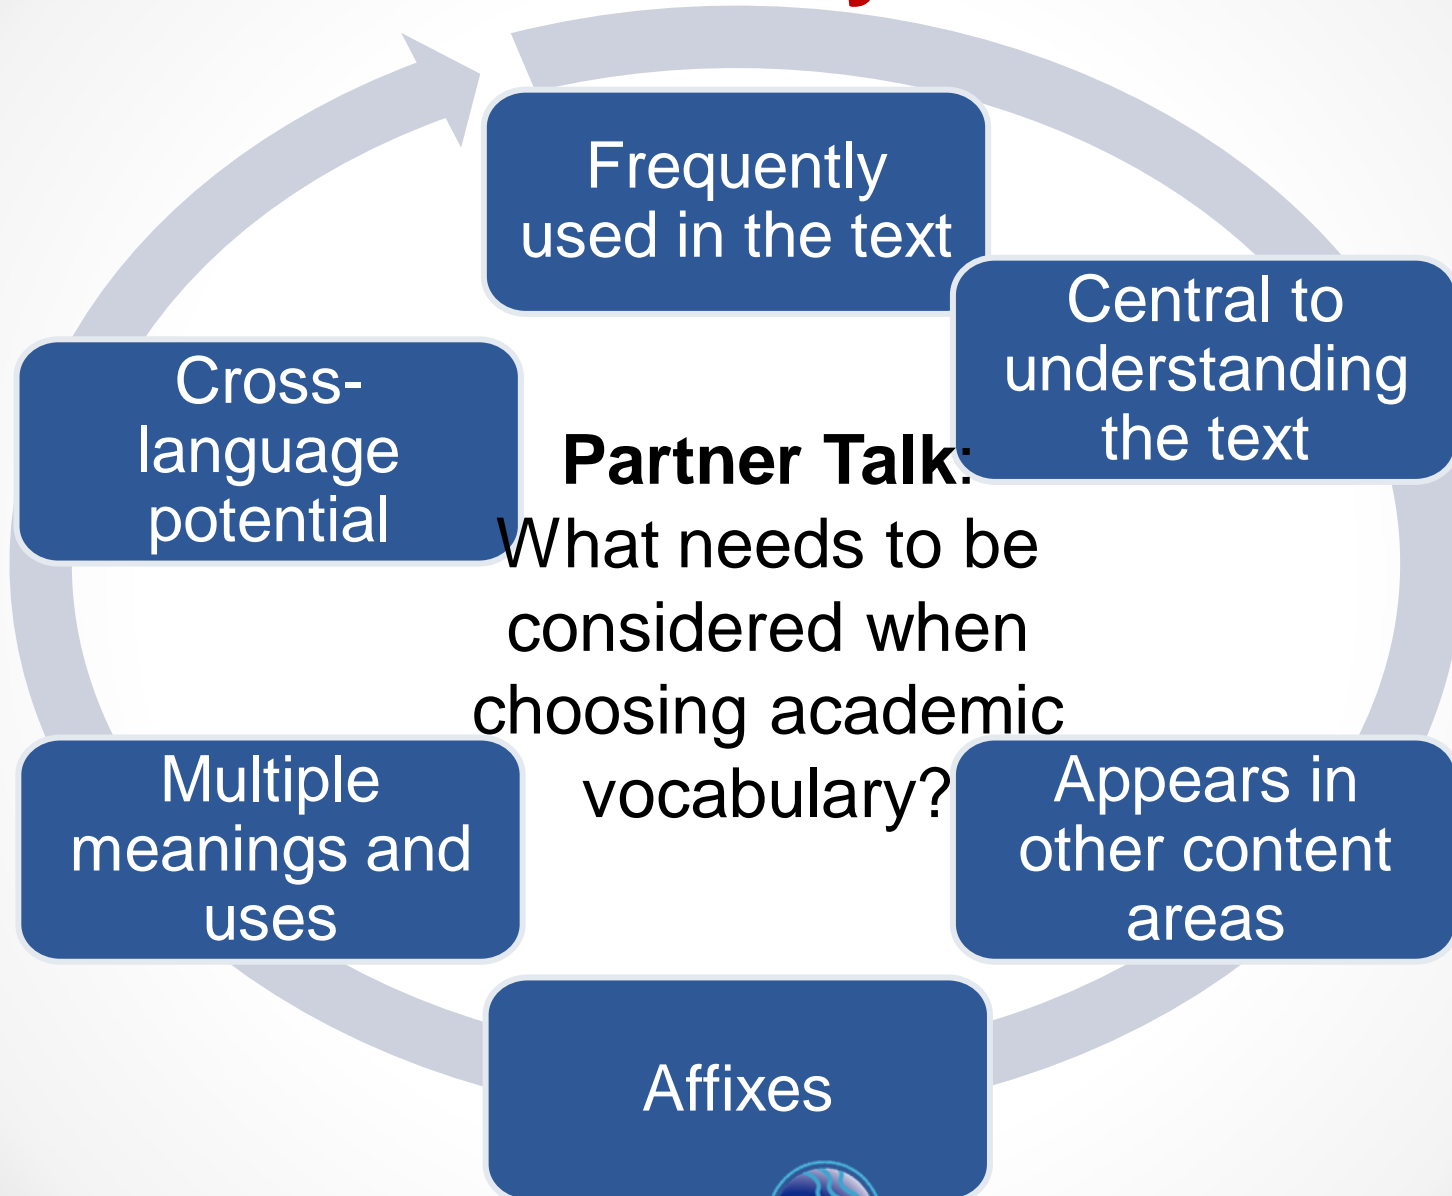 Frequently
used in the text
Central to
understanding
the text
Cross-
language
potential
Partner Talk:
What needs to be
considered when
choosing academic
vocabulary?
Multiple
meanings and
uses
Appears in
other content
areas
Affixes